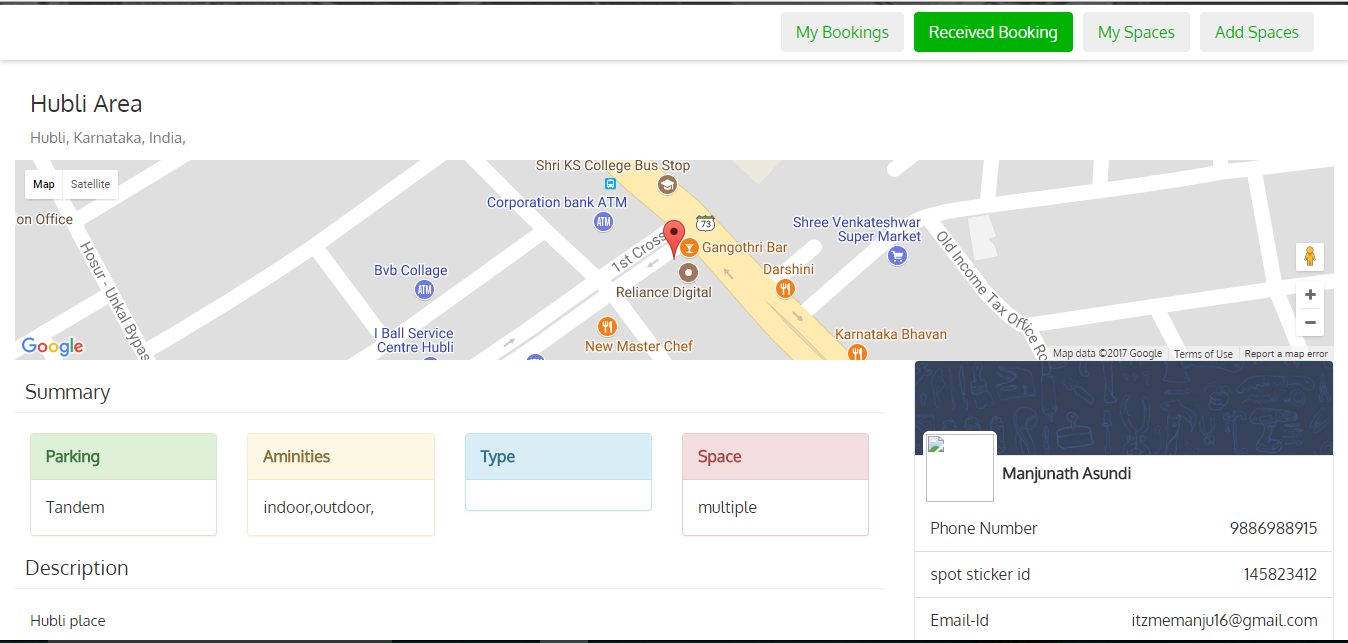 My Bookings
Received Booking
My Spaces
Add Spaces
Hubli Area
Hubli, Karnataka, India,
Map
Satellite
Shri KS College Bus Stop
Corporation bank ATM
ATM
on Office
73
1st Cross
Gangothri Bar
Shree Venkateshwar
Super Market
Old Income Tax Office Ro
Hosur - Unkal Bypas
Bvb Collage
ATM
Darshini
Reliance Digital
I Ball Service
Centre Hubli
New Master Chef
Karnataka Bhavan
Google
Map data ©2017 Google
Terms of Use
Report a map error
Summary
Parking
Tandem
Aminities
indoor,outdoor,
Type
Space
multiple
Description
Hubli place
Manjunath Asundi
Phone Number 9886988915
spot sticker id 145823412
Email-Id itzmemanju16@gmail.com